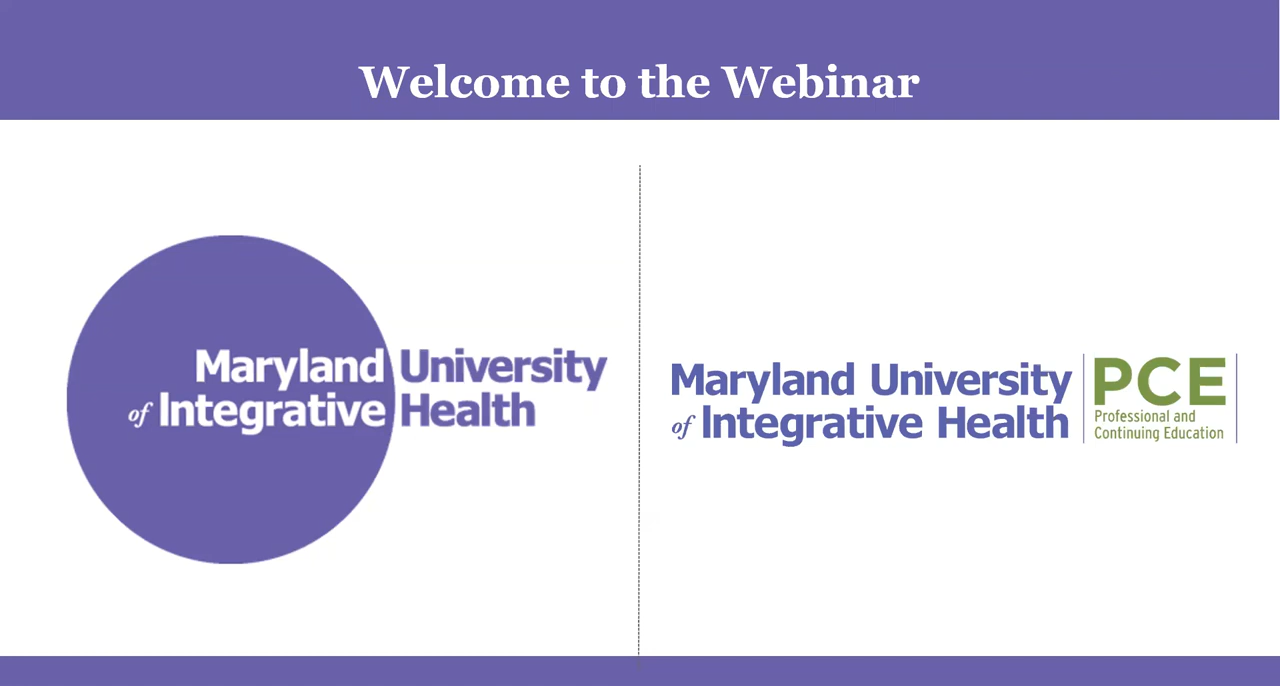 Welcome to the Webinar
Maryland University
of Integrative Health
Maryland University
of Integrative Health
PCE
Professional and
Continuing Education